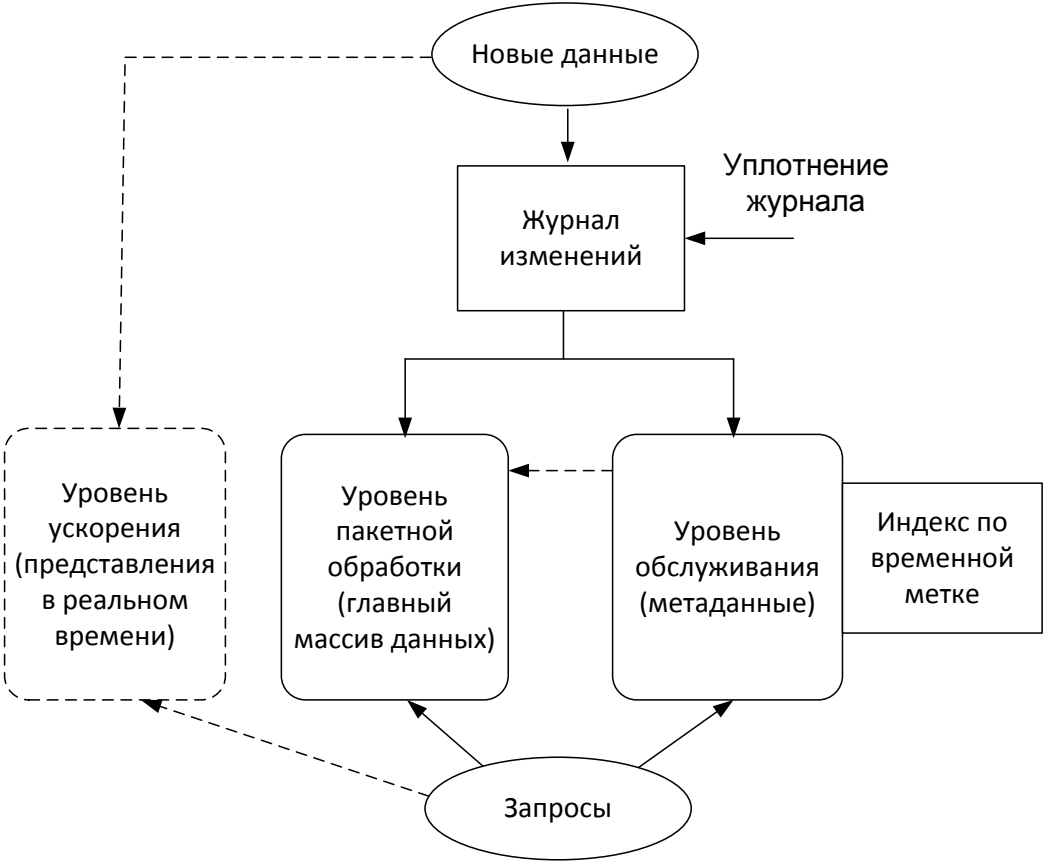 Новые данные
Уплотнение
журнала
Журнал
изменений
Уровень
ускорения
(представления
в реальном
времени)
Уровень
пакетной
обработки
(главный
массив данных)
Уровень
обслуживания
(метаданные)
Индекс по
временной
метке
Запросы